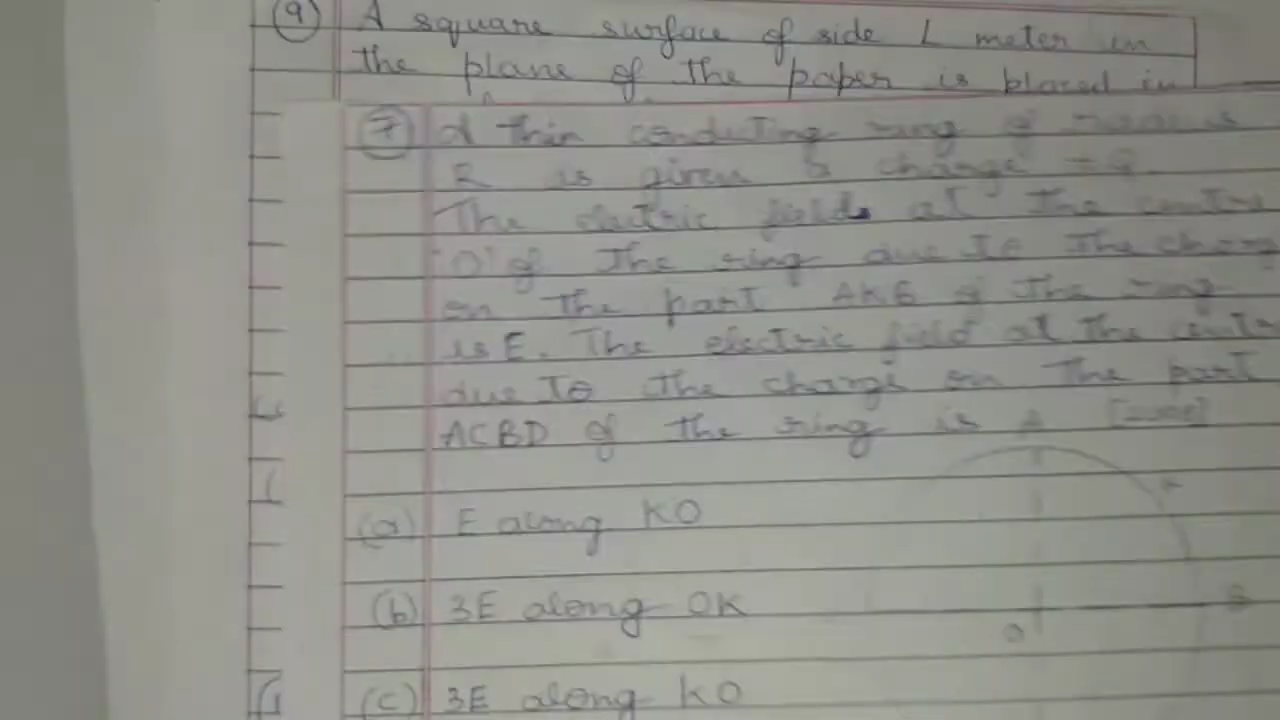 (9) A square surface of side L meter in
the plane of the paper is placed in
(7) A thin conducting ring of radius
R is given a charge
The electric field at the centre
'O' of the ring due to the charge
on the part AKB of the ring
is E. The electric field at the centre
due to the charge on the part
ACBD of the ring is
A
K
(a) E along KO
(b) 3E along OK
B
O
(c) 3E along KO